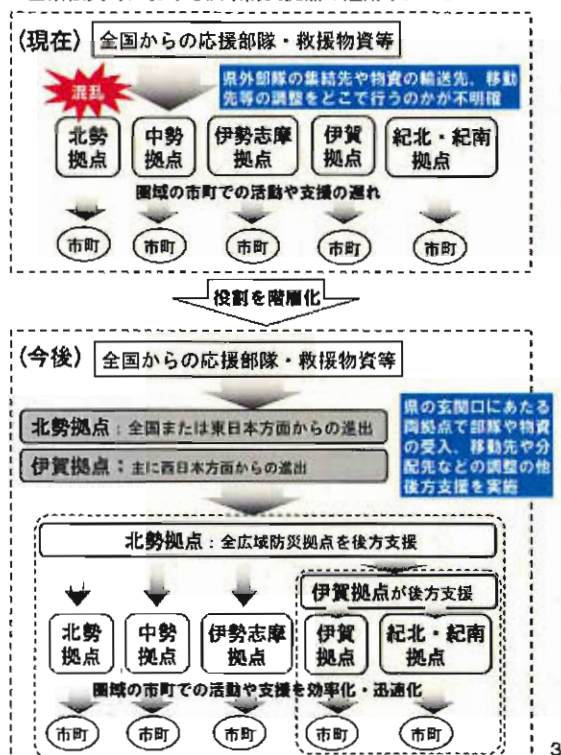 (現在) 全国からの応援部隊・救援物資等
混乱
県外部隊の集結先や物資の輸送先、移動
先等の調整をどこで行うのかが不明確
北勢
拠点
中勢
拠点
伊勢志摩
拠点
伊賀
拠点
紀北・紀南
拠点
圏域の市町での活動や支援の遅れ
市町
市町
市町
市町
市町
役割を階層化
(今後) 全国からの応援部隊・救援物資等
北勢拠点：全国または東日本方面からの進出
伊賀拠点：主に西日本方面からの進出
県の玄関口にあたる
両拠点で部隊や物資
の受入、移動先や分
配先などの調整の他
後方支援を実施
北勢拠点：全広域防災拠点を後方支援
伊賀拠点が後方支援
北勢
拠点
中勢
拠点
伊勢志摩
拠点
伊賀
拠点
紀北・紀南
拠点
圏域の市町での活動や支援を効率化・迅速化
市町
市町
市町
市町
市町
3